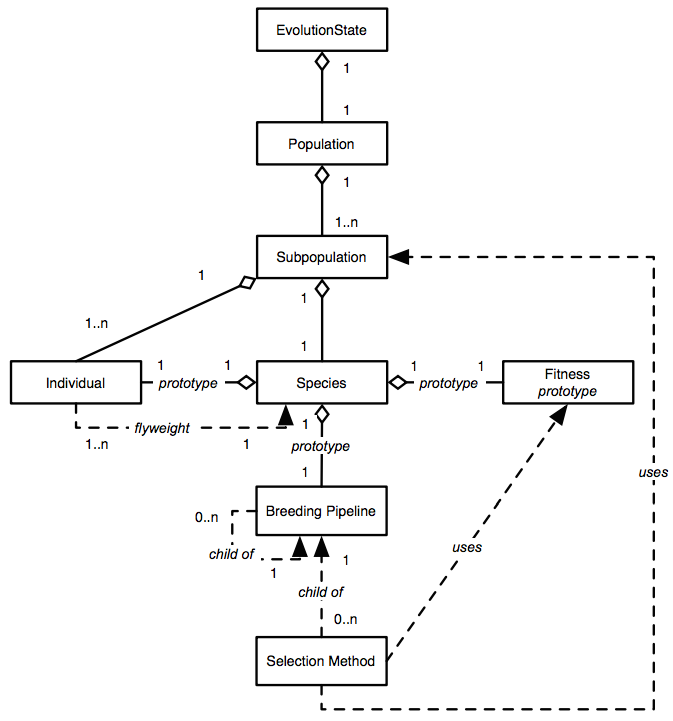 EvolutionState
1
1
Population
1
1..n
Subpopulation
1
1
1..n
1
1
1
1
1
Individual
prototype
Species
prototype
Fitness
prototype
1..n
flyweight
1
1
prototype
uses
1
Breeding Pipeline
0..n
child of
1
1
uses
child of
0..n
Selection Method